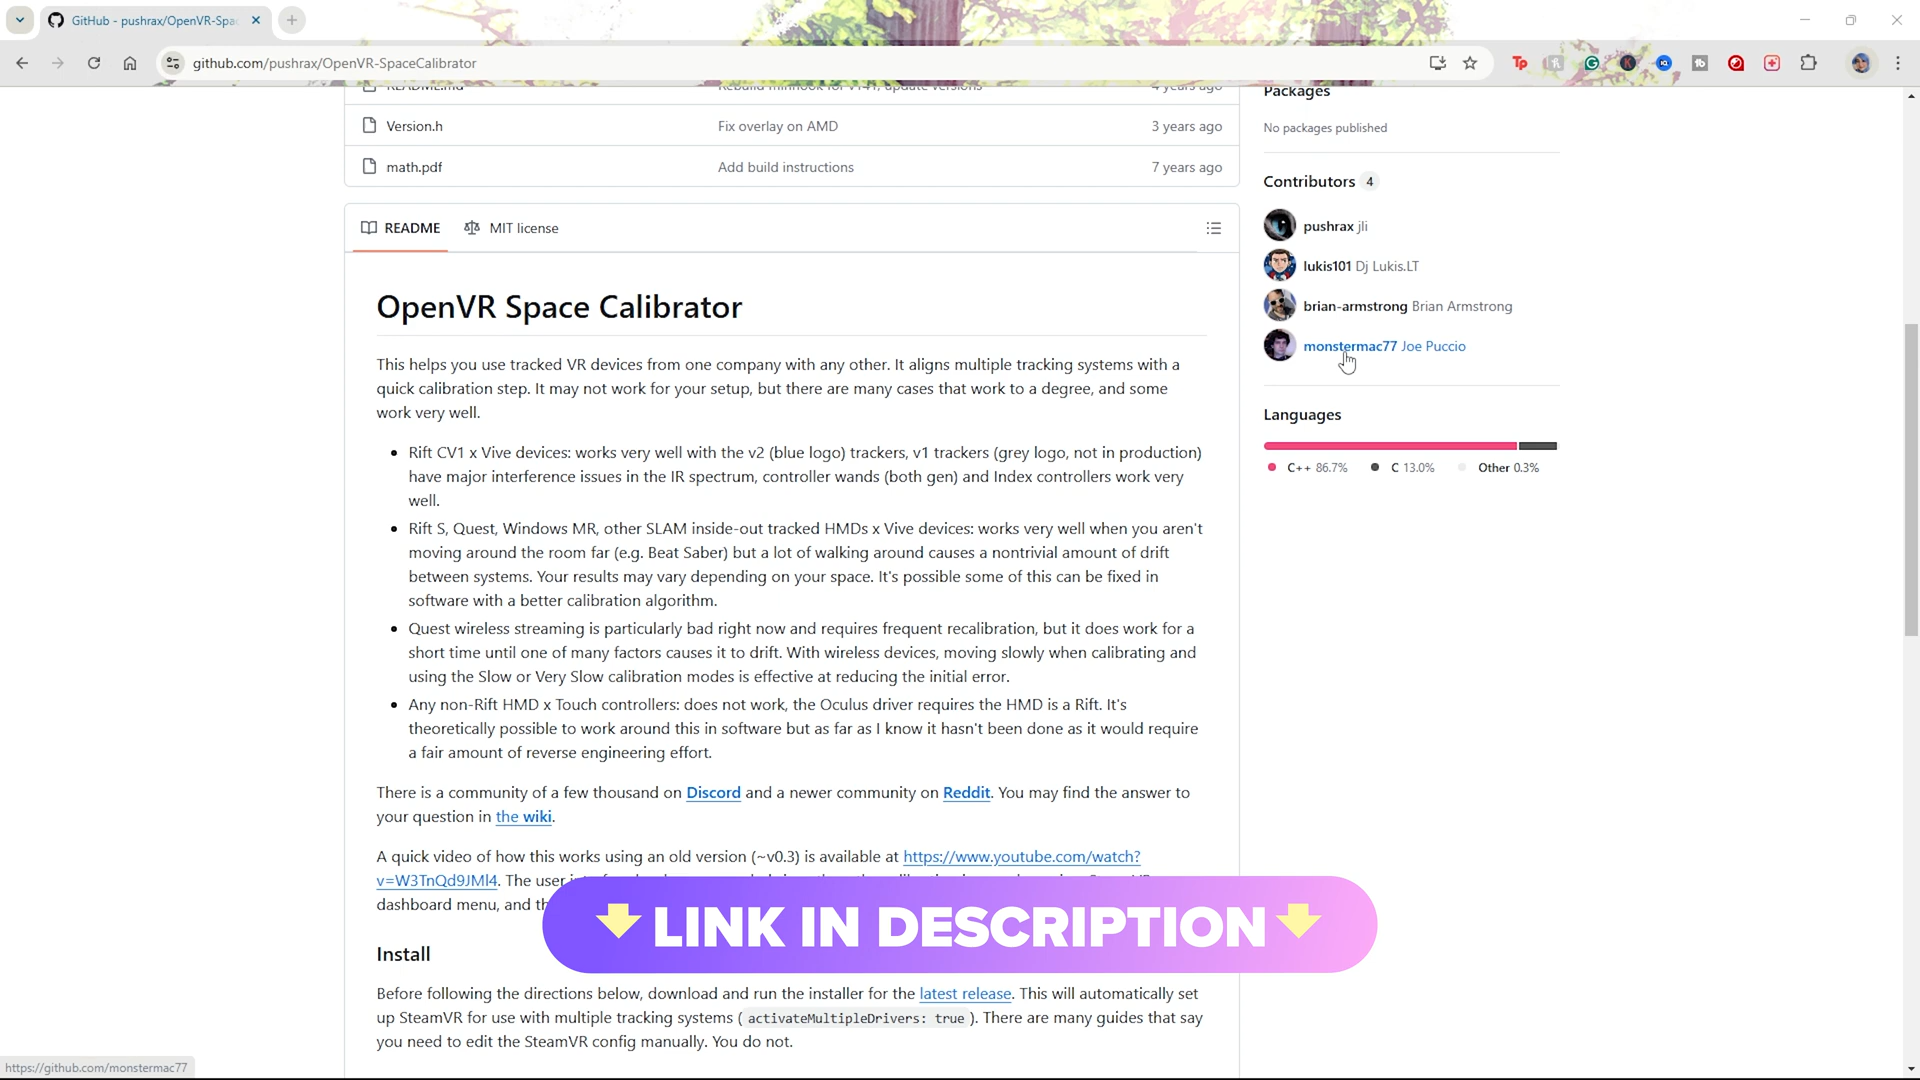 GitHub - pushrax/OpenVR-Spac
github.com/pushrax/OpenVR-SpaceCalibrator
README.md Rebuild minhook for v141, update versions 4 years ago
Version.h Fix overlay on AMD 3 years ago
math.pdf Add build instructions 7 years ago
README MIT license
OpenVR Space Calibrator
This helps you use tracked VR devices from one company with any other. It aligns multiple tracking systems with a
quick calibration step. It may not work for your setup, but there are many cases that work to a degree, and some
work very well.
Rift CV1 x Vive devices: works very well with the v2 (blue logo) trackers, v1 trackers (grey logo, not in production)
have major interference issues in the IR spectrum, controller wands (both gen) and Index controllers work very
well.
Rift S, Quest, Windows MR, other SLAM inside-out tracked HMDs x Vive devices: works very well when you aren't
moving around the room far (e.g. Beat Saber) but a lot of walking around causes a nontrivial amount of drift
between systems. Your results may vary depending on your space. It's possible some of this can be fixed in
software with a better calibration algorithm.
Quest wireless streaming is particularly bad right now and requires frequent recalibration, but it does work for a
short time until one of many factors causes it to drift. With wireless devices, moving slowly when calibrating and
using the Slow or Very Slow calibration modes is effective at reducing the initial error.
Any non-Rift HMD x Touch controllers: does not work, the Oculus driver requires the HMD is a Rift. It's
theoretically possible to work around this in software but as far as I know it hasn't been done as it would require
a fair amount of reverse engineering effort.
There is a community of a few thousand on Discord and a newer community on Reddit. You may find the answer to
your question in the wiki.
A quick video of how this works using an old version (~v0.3) is available at https://www.youtube.com/watch?
v=W3TnQd9JMl4. The user
dashboard menu, and th
LINK IN DESCRIPTION
Install
Before following the directions below, download and run the installer for the latest release. This will automatically set
up SteamVR for use with multiple tracking systems ( activateMultipleDrivers: true ). There are many guides that say
you need to edit the SteamVR config manually. You do not.
Packages
No packages published
Contributors 4
pushrax jli
lukis101 Dj Lukis.LT
brian-armstrong Brian Armstrong
monstermac77 Joe Puccio
Languages
C++ 86.7% C 13.0% Other 0.3%
https://github.com/monstermac77